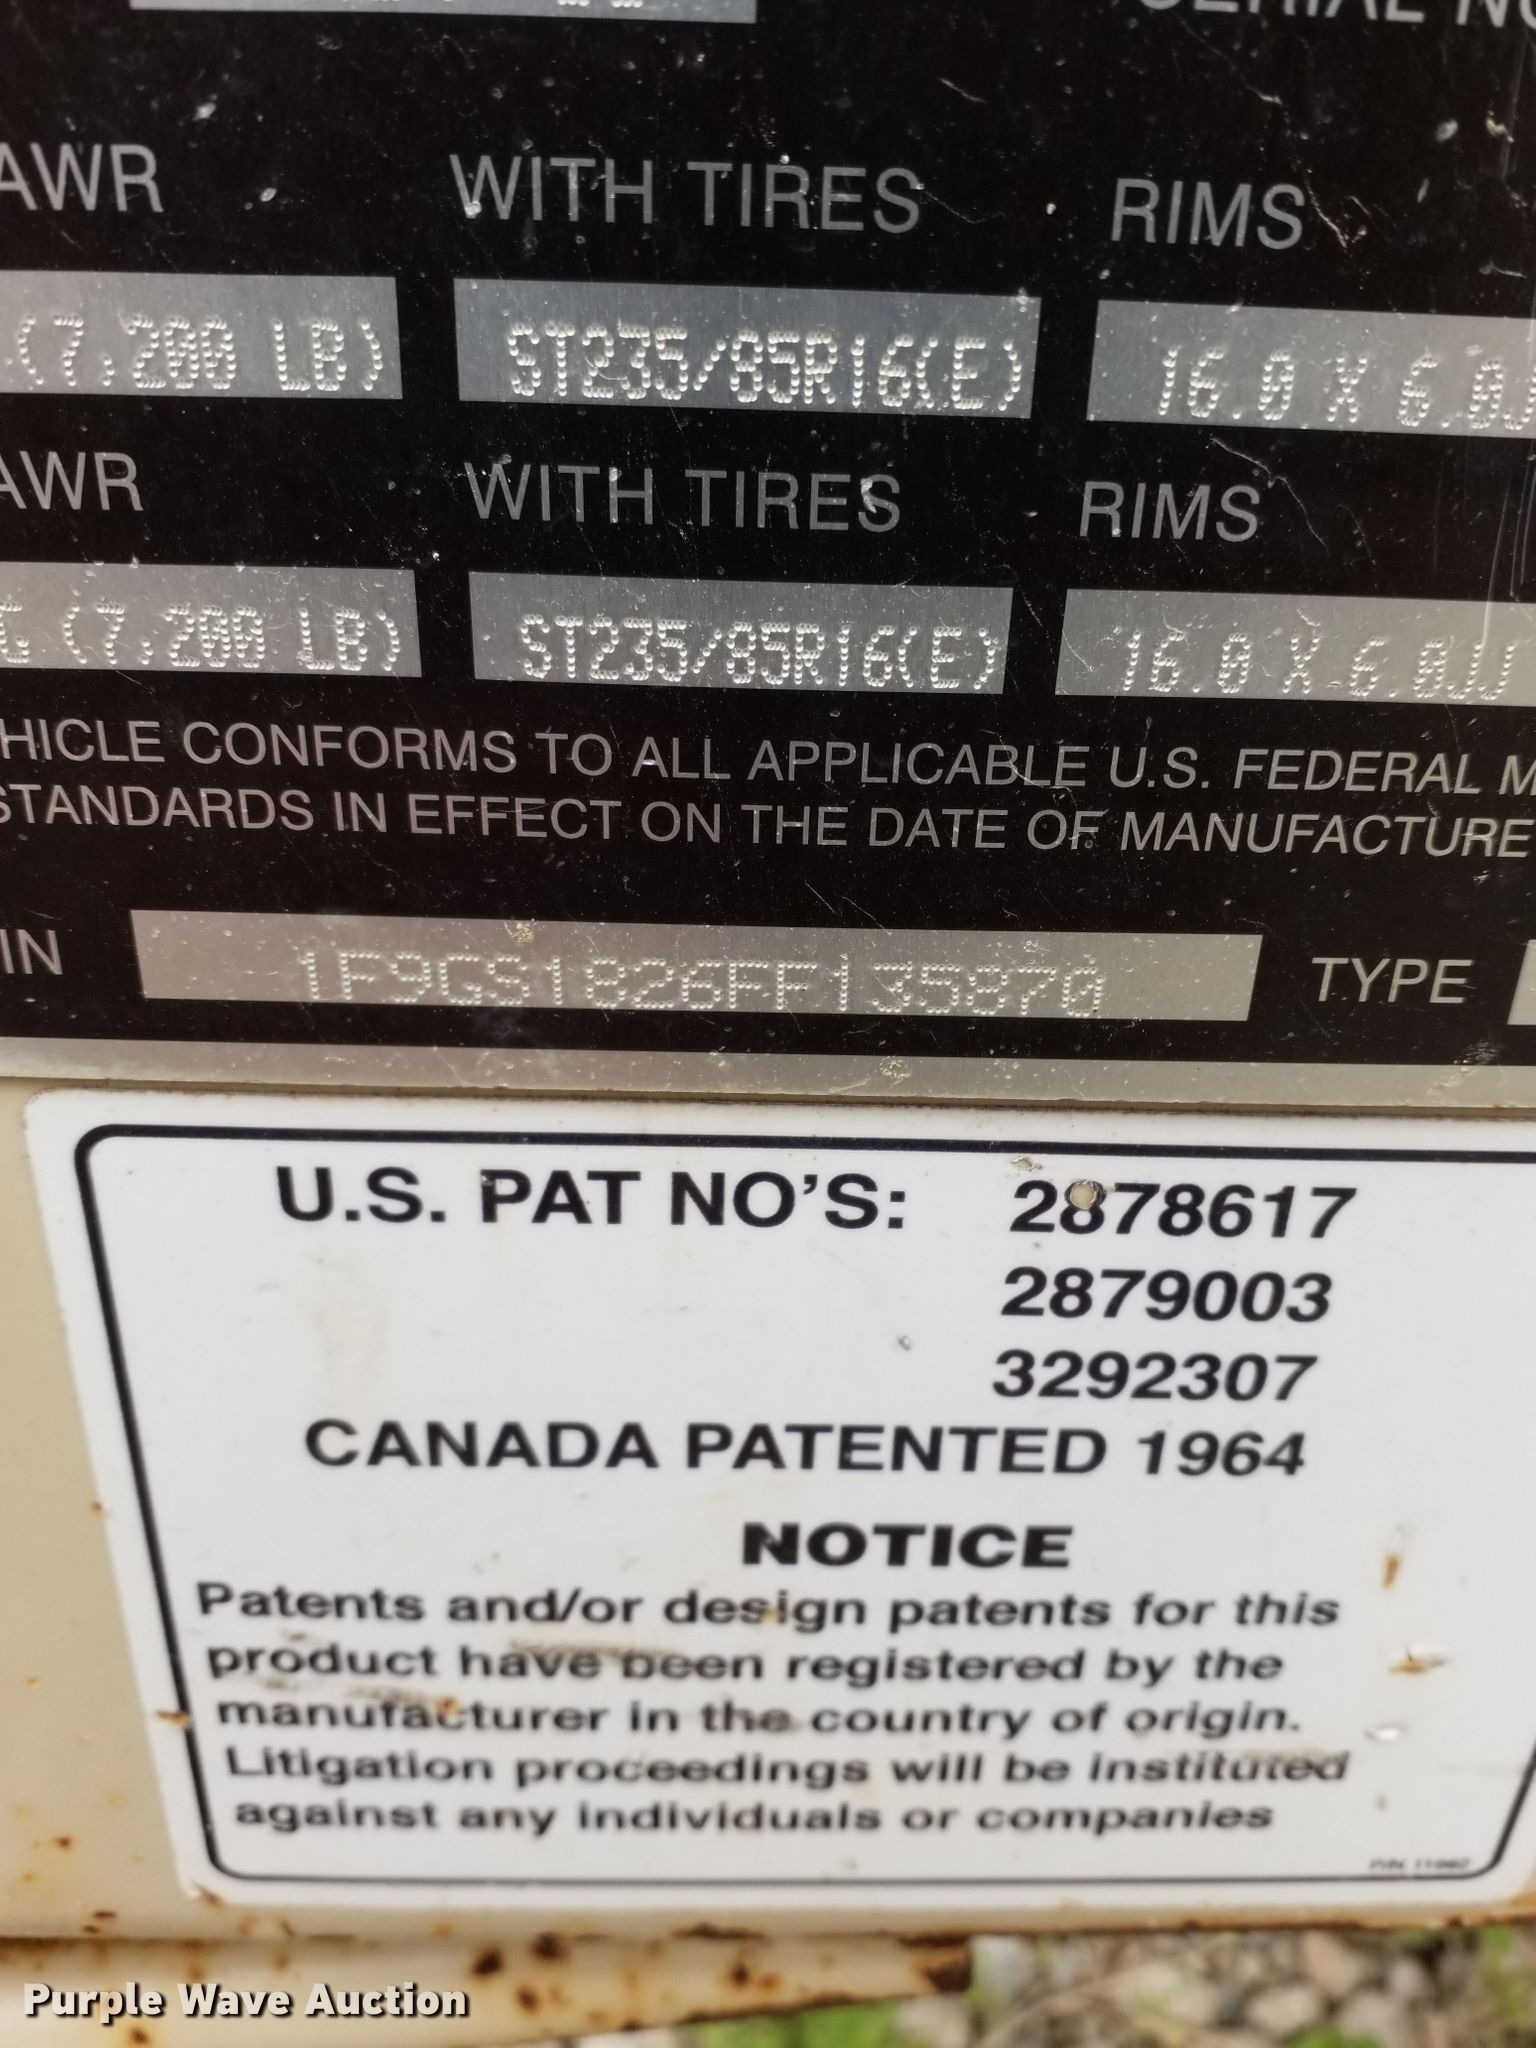 SERIAL NO
AWR WITH TIRES RIMS
(7,200 LB) ST235/85R16(E) 16.0 X 6.0J
AWR WITH TIRES RIMS
G (7,200 LB) ST235/85R16(E) 16.0 X 6.0JJ
HICLE CONFORMS TO ALL APPLICABLE U.S. FEDERAL M
STANDARDS IN EFFECT ON THE DATE OF MANUFACTURE
IN 1F9GS1826FF135870 TYPE
U.S. PAT NO'S: 2878617
2879003
3292307
CANADA PATENTED 1964
NOTICE
Patents and/or design patents for this
product have been registered by the
manufacturer in the country of origin.
Litigation proceedings will be instituted
against any individuals or companies
Purple Wave Auction